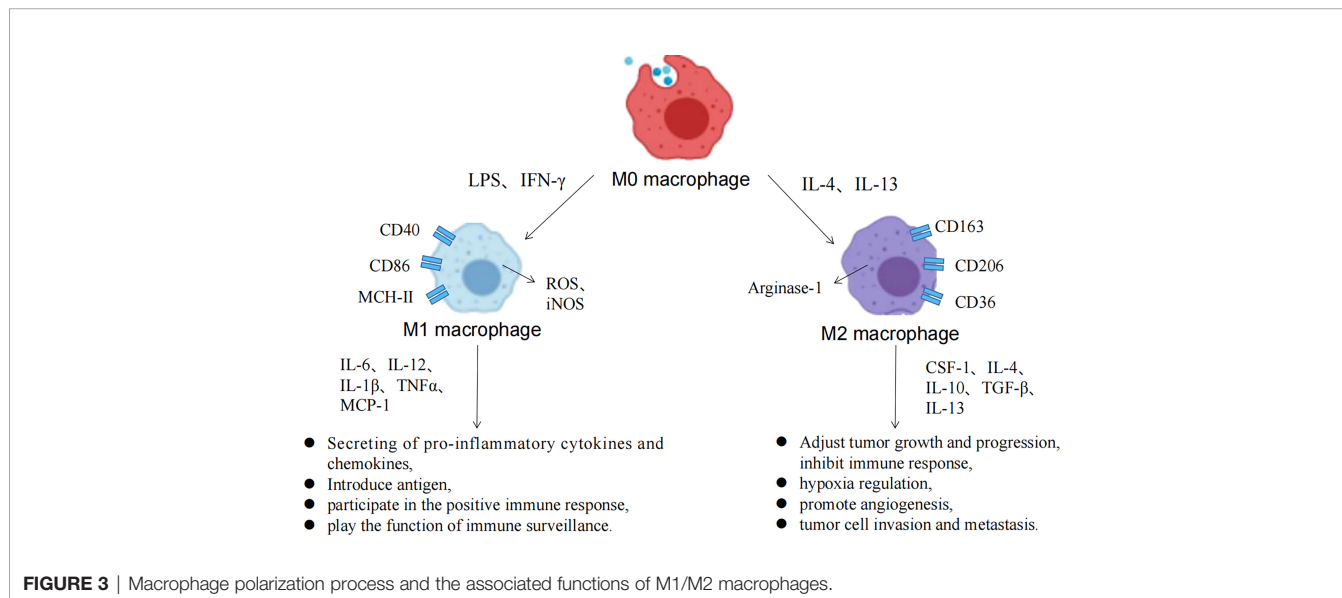 M0 macrophage
LPS、IFN-γ
IL-4、IL-13
CD40
CD86
MCH-II
ROS、
iNOS
M1 macrophage
CD163
CD206
CD36
Arginase-1
M2 macrophage
IL-6、IL-12、
IL-1β、TNFα、
MCP-1
CSF-1、IL-4、
IL-10、TGF-β、
IL-13
● Secreting of pro-inflammatory cytokines and
chemokines,
● Introduce antigen,
● participate in the positive immune response,
● play the function of immune surveillance.
● Adjust tumor growth and progression,
inhibit immune response,
● hypoxia regulation,
● promote angiogenesis,
● tumor cell invasion and metastasis.
FIGURE 3 | Macrophage polarization process and the associated functions of M1/M2 macrophages.